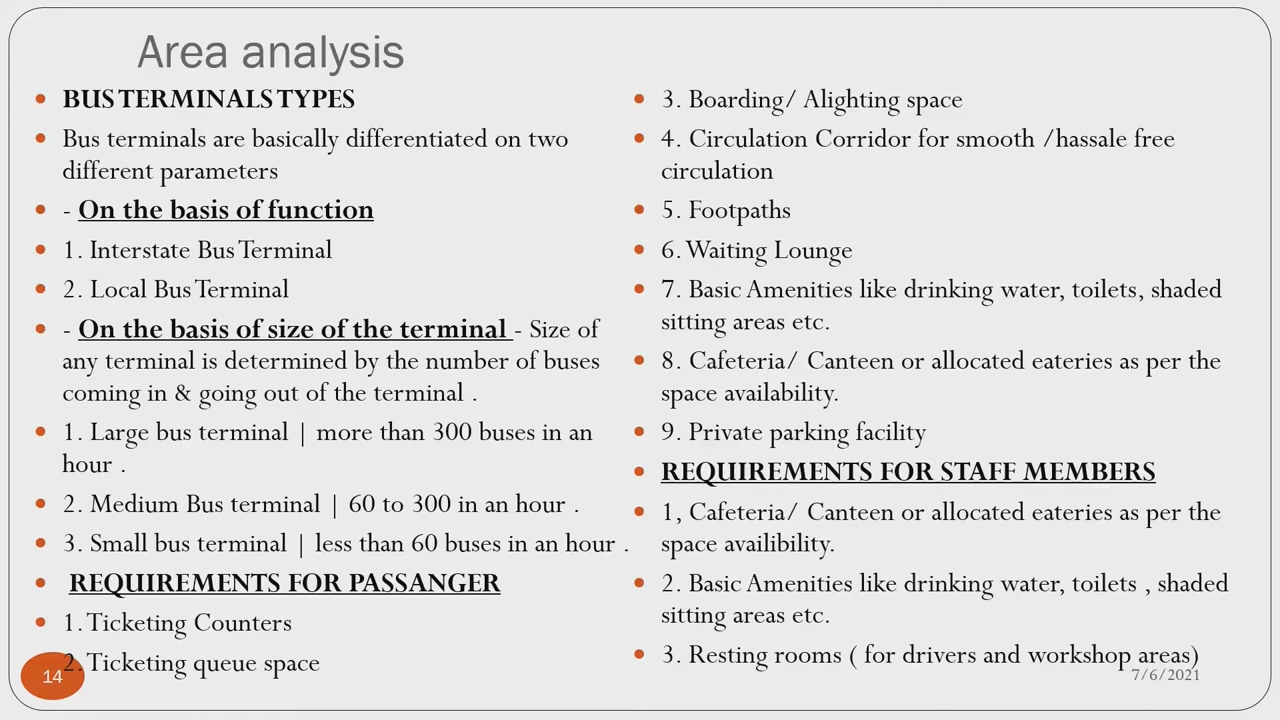 Area analysis
BUS TERMINALS TYPES
Bus terminals are basically differentiated on two
different parameters
- On the basis of function
1. Interstate Bus Terminal
2. Local Bus Terminal
- On the basis of size of the terminal - Size of
any terminal is determined by the number of buses
coming in & going out of the terminal .
1. Large bus terminal | more than 300 buses in an
hour .
2. Medium Bus terminal | 60 to 300 in an hour .
3. Small bus terminal | less than 60 buses in an hour .
REQUIREMENTS FOR PASSANGER
1. Ticketing Counters
2. Ticketing queue space
3. Boarding/ Alighting space
4. Circulation Corridor for smooth /hassale free
circulation
5. Footpaths
6. Waiting Lounge
7. Basic Amenities like drinking water, toilets, shaded
sitting areas etc.
8. Cafeteria/ Canteen or allocated eateries as per the
space availability.
9. Private parking facility
REQUIREMENTS FOR STAFF MEMBERS
1, Cafeteria/ Canteen or allocated eateries as per the
space availibility.
2. Basic Amenities like drinking water, toilets , shaded
sitting areas etc.
3. Resting rooms ( for drivers and workshop areas)
14
7/6/2021